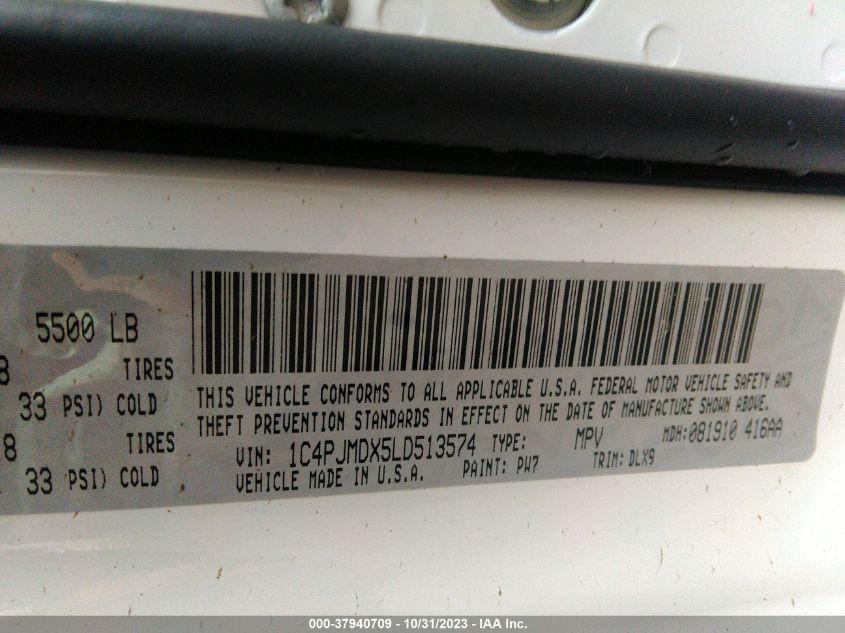 5500 LB
8 TIRES
33 PSI) COLD
8 TIRES
33 PSI) COLD
THIS VEHICLE CONFORMS TO ALL APPLICABLE U.S.A. FEDERAL MOTOR VEHICLE SAFETY AND
THEFT PREVENTION STANDARDS IN EFFECT ON THE DATE OF MANUFACTURE SHOWN ABOVE.
VIN: 1C4PJMDX5LD513574 TYPE: MPV MDH:081910 416AA
VEHICLE MADE IN U.S.A. PAINT: PW7 TRIM: DLX9
000-37940709 - 10/31/2023 - IAA Inc.